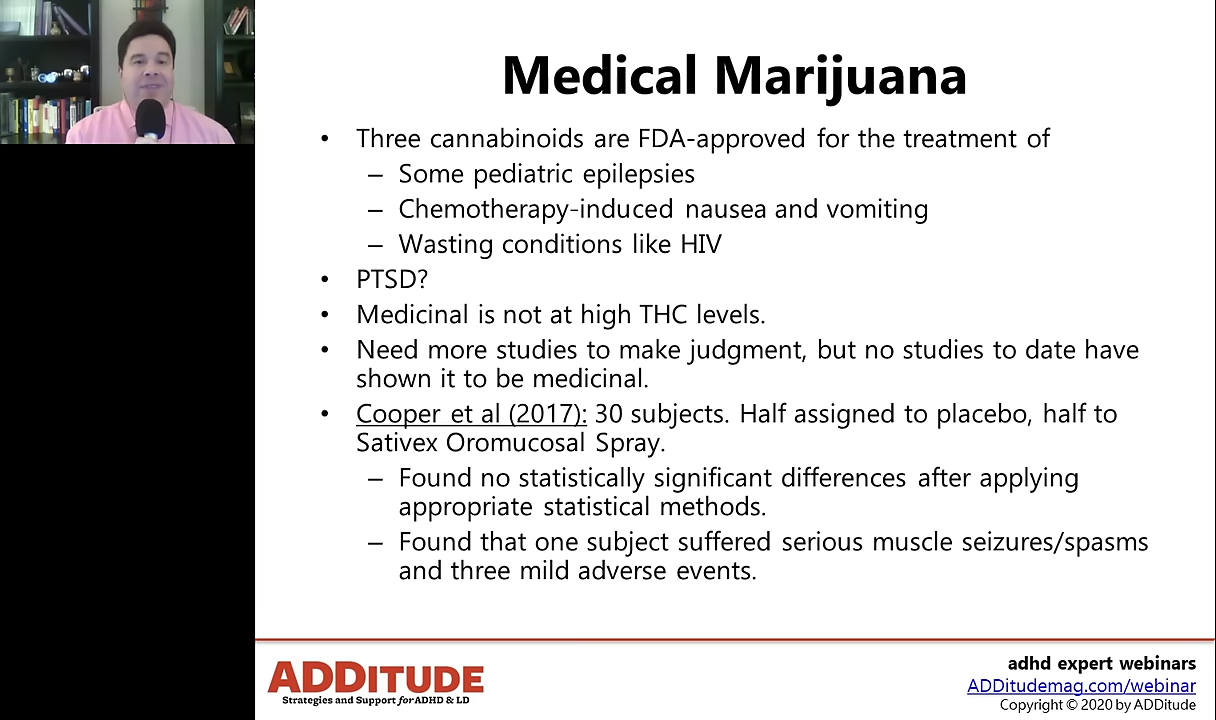 Medical Marijuana
• Three cannabinoids are FDA-approved for the treatment of
– Some pediatric epilepsies
– Chemotherapy-induced nausea and vomiting
– Wasting conditions like HIV
• PTSD?
• Medicinal is not at high THC levels.
• Need more studies to make judgment, but no studies to date have
shown it to be medicinal.
• Cooper et al (2017): 30 subjects. Half assigned to placebo, half to
Sativex Oromucosal Spray.
– Found no statistically significant differences after applying
appropriate statistical methods.
– Found that one subject suffered serious muscle seizures/spasms
and three mild adverse events.
ADDITUDE
Strategies and Support for ADHD & LD
adhd expert webinars
ADDitudemag.com/webinar
Copyright © 2020 by ADDitude